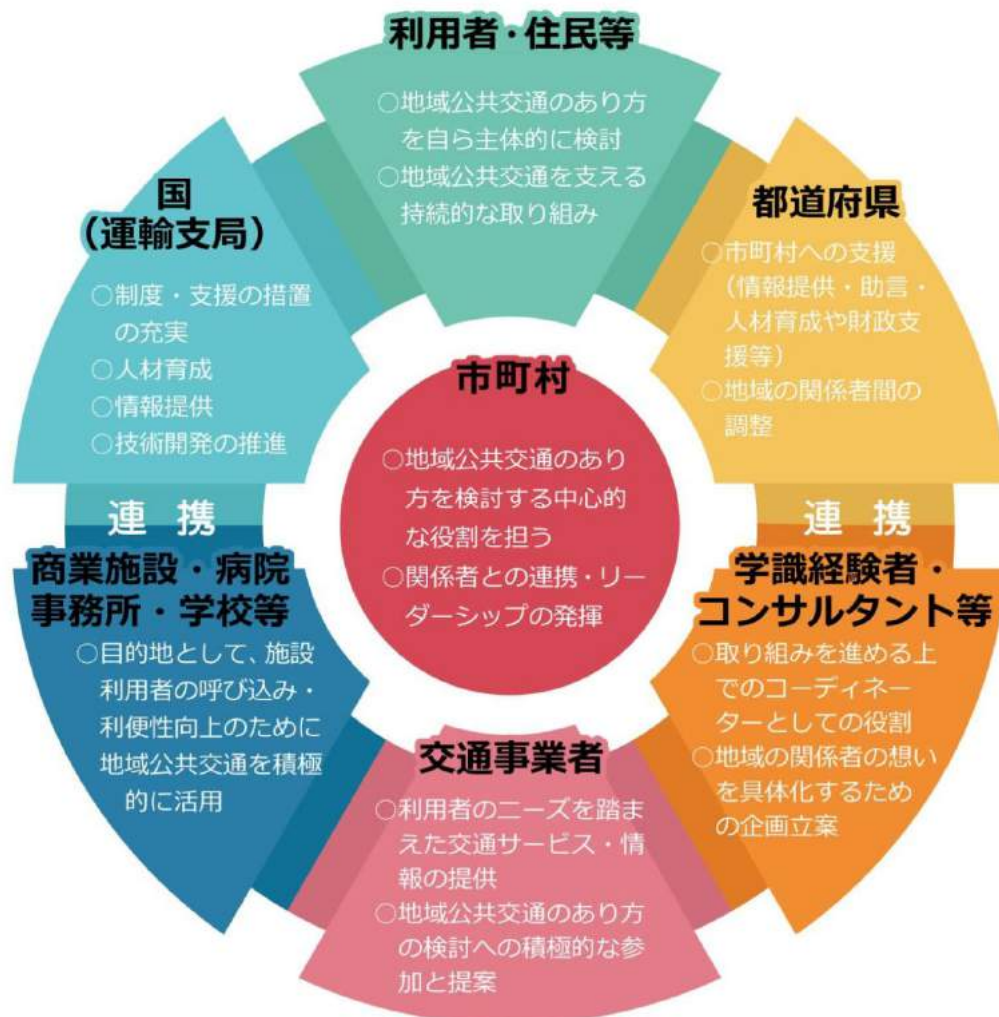 利用者・住民等
○地域公共交通のあり方
を自ら主体的に検討
○地域公共交通を支える
持続的な取り組み
国
（運輸支局）
○制度・支援の措置
の充実
○人材育成
○情報提供
○技術開発の推進
都道府県
○市町村への支援
（情報提供・助言・
人材育成や財政支
援等）
○地域の関係者間の
調整
市町村
○地域公共交通のあり
方を検討する中心的
な役割を担う
○関係者との連携・リー
ダーシップの発揮
連 携
連 携
商業施設・病院
事務所・学校等
○目的地として、施設
利用者の呼び込み・
利便性向上のために
地域公共交通を積極
的に活用
学識経験者・
コンサルタント等
○取り組みを進める上
でのコーディネー
ターとしての役割
○地域の関係者の想い
を具体化するため
の企画立案
交通事業者
○利用者のニーズを踏ま
えた交通サービス・情
報の提供
○地域公共交通のあり方
の検討への積極的な参
加と提案